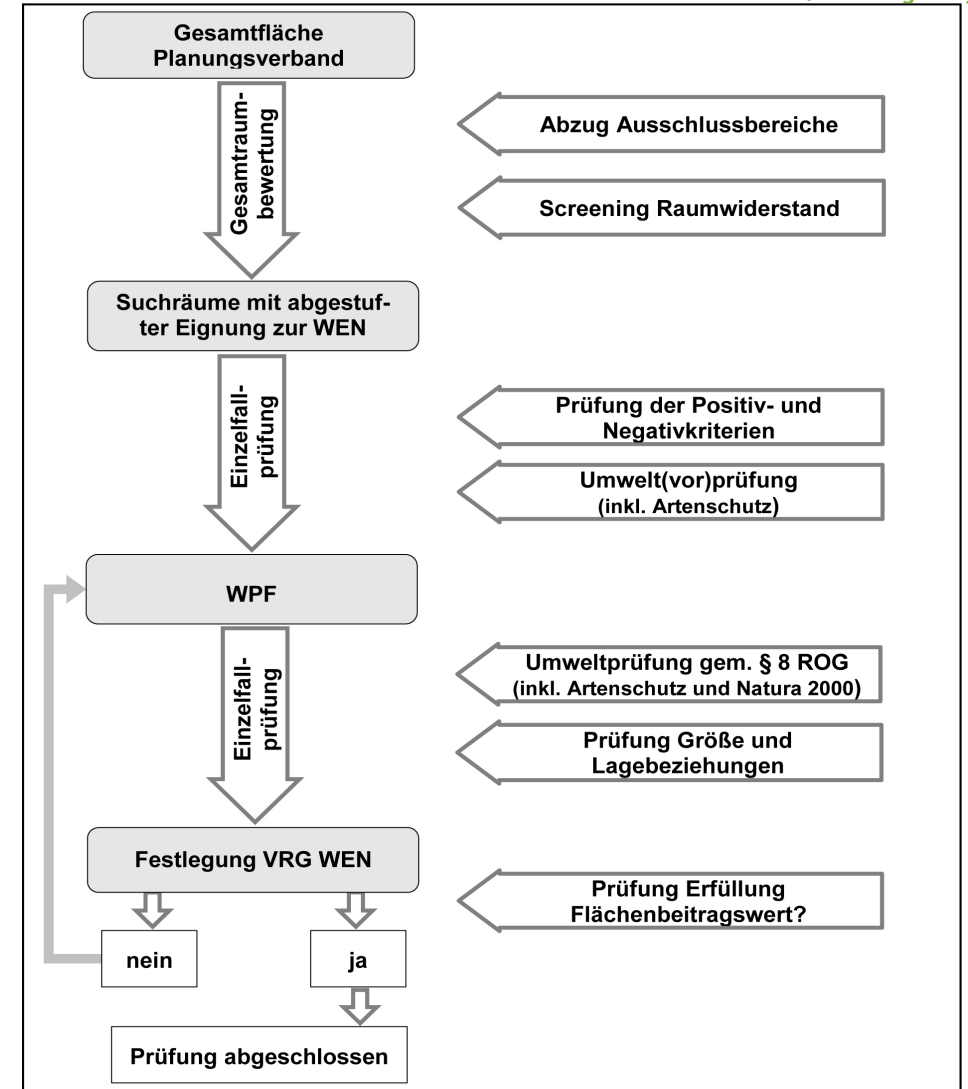 Gesamtfläche
Planungsverband
Gesamtraum-
bewertung
Abzug Ausschlussbereiche
Screening Raumwiderstand
Suchräume mit abgestuf-
ter Eignung zur WEN
Einzelfall-
prüfung
Prüfung der Positiv- und
Negativkriterien
Umwelt(vor)prüfung
(inkl. Artenschutz)
WPF
Einzelfall-
prüfung
Umweltprüfung gem. § 8 ROG
(inkl. Artenschutz und Natura 2000)
Prüfung Größe und
Lagebeziehungen
Festlegung VRG WEN
Prüfung Erfüllung
Flächenbeitragswert?
nein
ja
Prüfung abgeschlossen